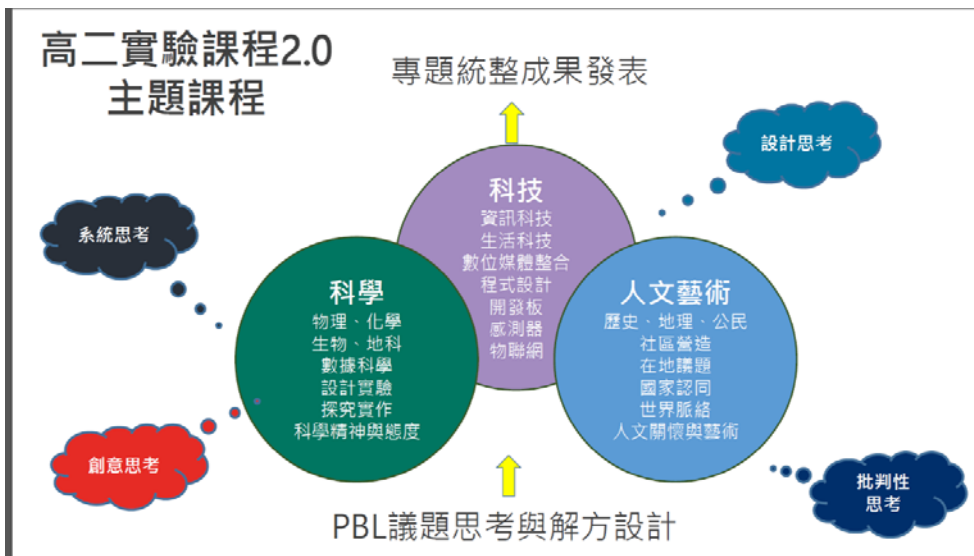 高二實驗課程2.0
主題課程
專題統整成果發表
設計思考
系統思考
科技
資訊科技
生活科技
數位媒體整合
程式設計
開發板
感測器
物聯網
科學
物理、化學
生物、地科
數據科學
設計實驗
探究實作
科學精神與態度
人文藝術
歷史、地理、公民
社區營造
在地議題
國家認同
世界脈絡
人文關懷與藝術
創意思考
批判性
思考
PBL議題思考與解方設計